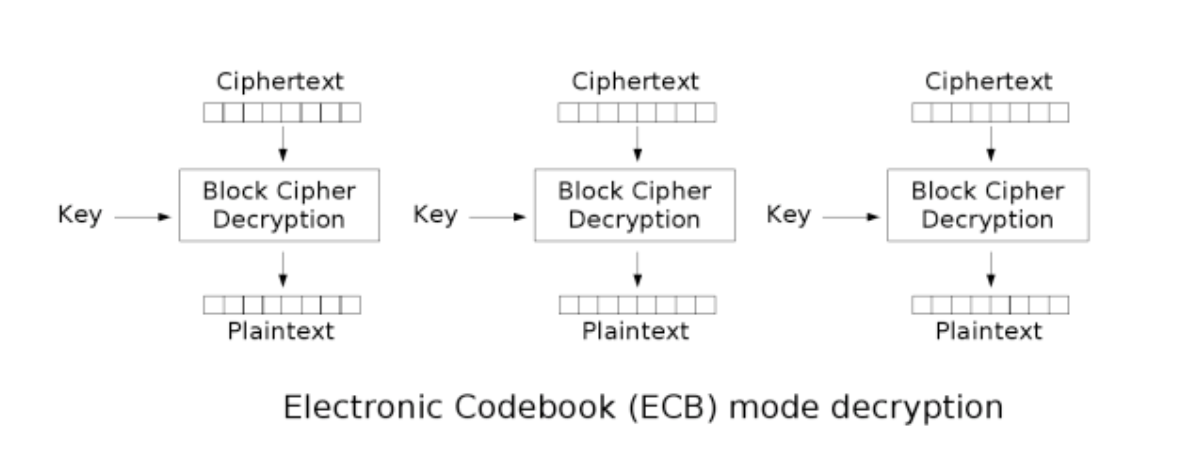 Ciphertext Ciphertext Ciphertext
Key Block Cipher Decryption Key Block Cipher Decryption Key Block Cipher Decryption
Plaintext Plaintext Plaintext
Electronic Codebook (ECB) mode decryption